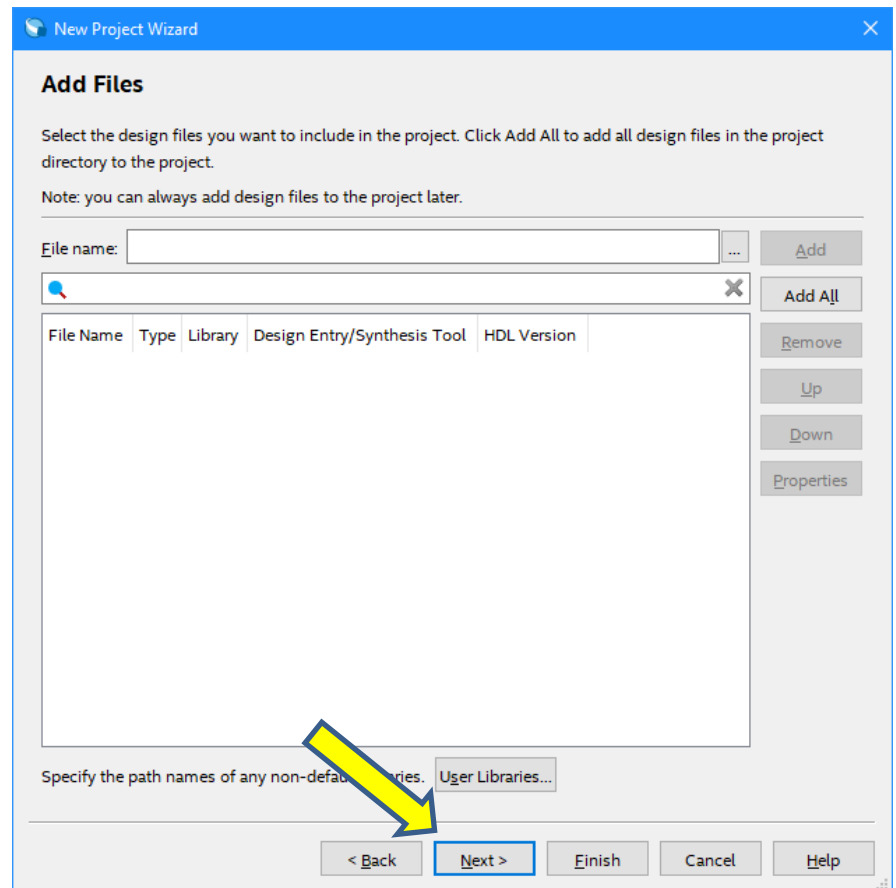 New Project Wizard
Add Files
Select the design files you want to include in the project. Click Add All to add all design files in the project
directory to the project.
Note: you can always add design files to the project later.
File name: ... Add
Add All
File Name Type Library Design Entry/Synthesis Tool HDL Version
Remove
Up
Down
Properties
Specify the path names of any User Libraries...
< Back Next > Finish Cancel Help